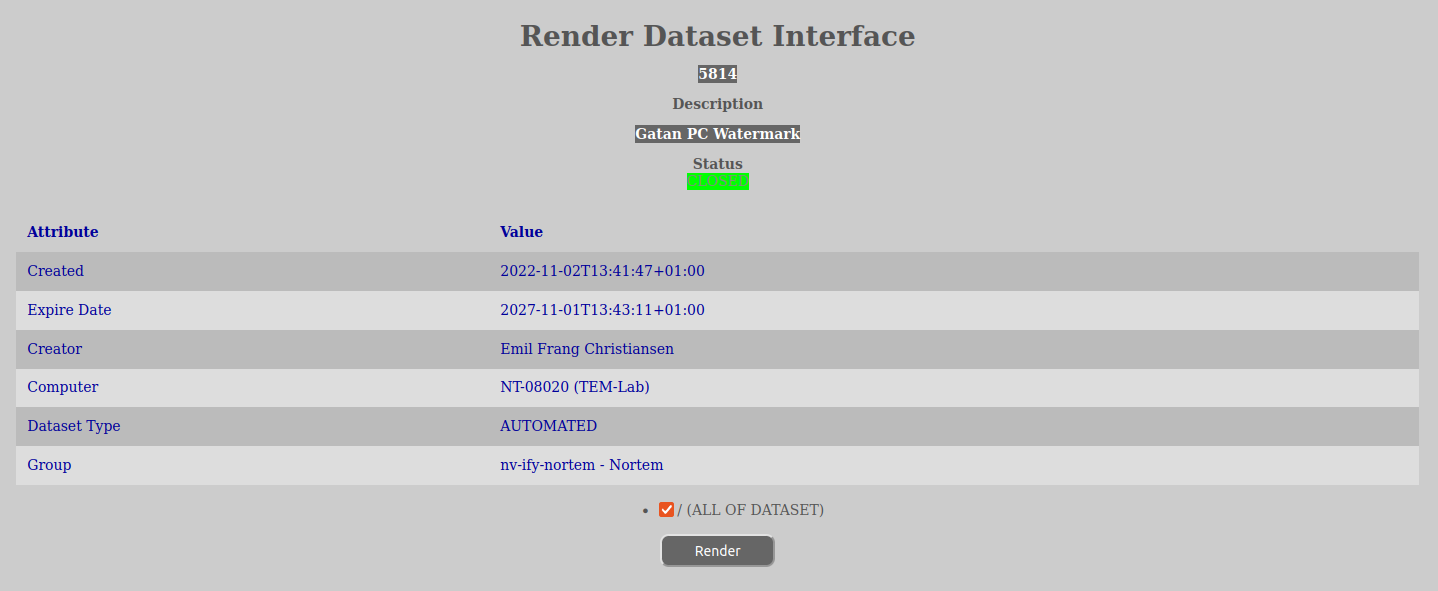 Render Dataset Interface
5814
Description
Gatan PC Watermark
Status
CLOSED
Attribute Value
Created 2022-11-02T13:41:47+01:00
Expire Date 2027-11-01T13:43:11+01:00
Creator Emil Frang Christiansen
Computer NT-08020 (TEM-Lab)
Dataset Type AUTOMATED
Group nv-ify-nortem - Nortem
/ (ALL OF DATASET)
Render